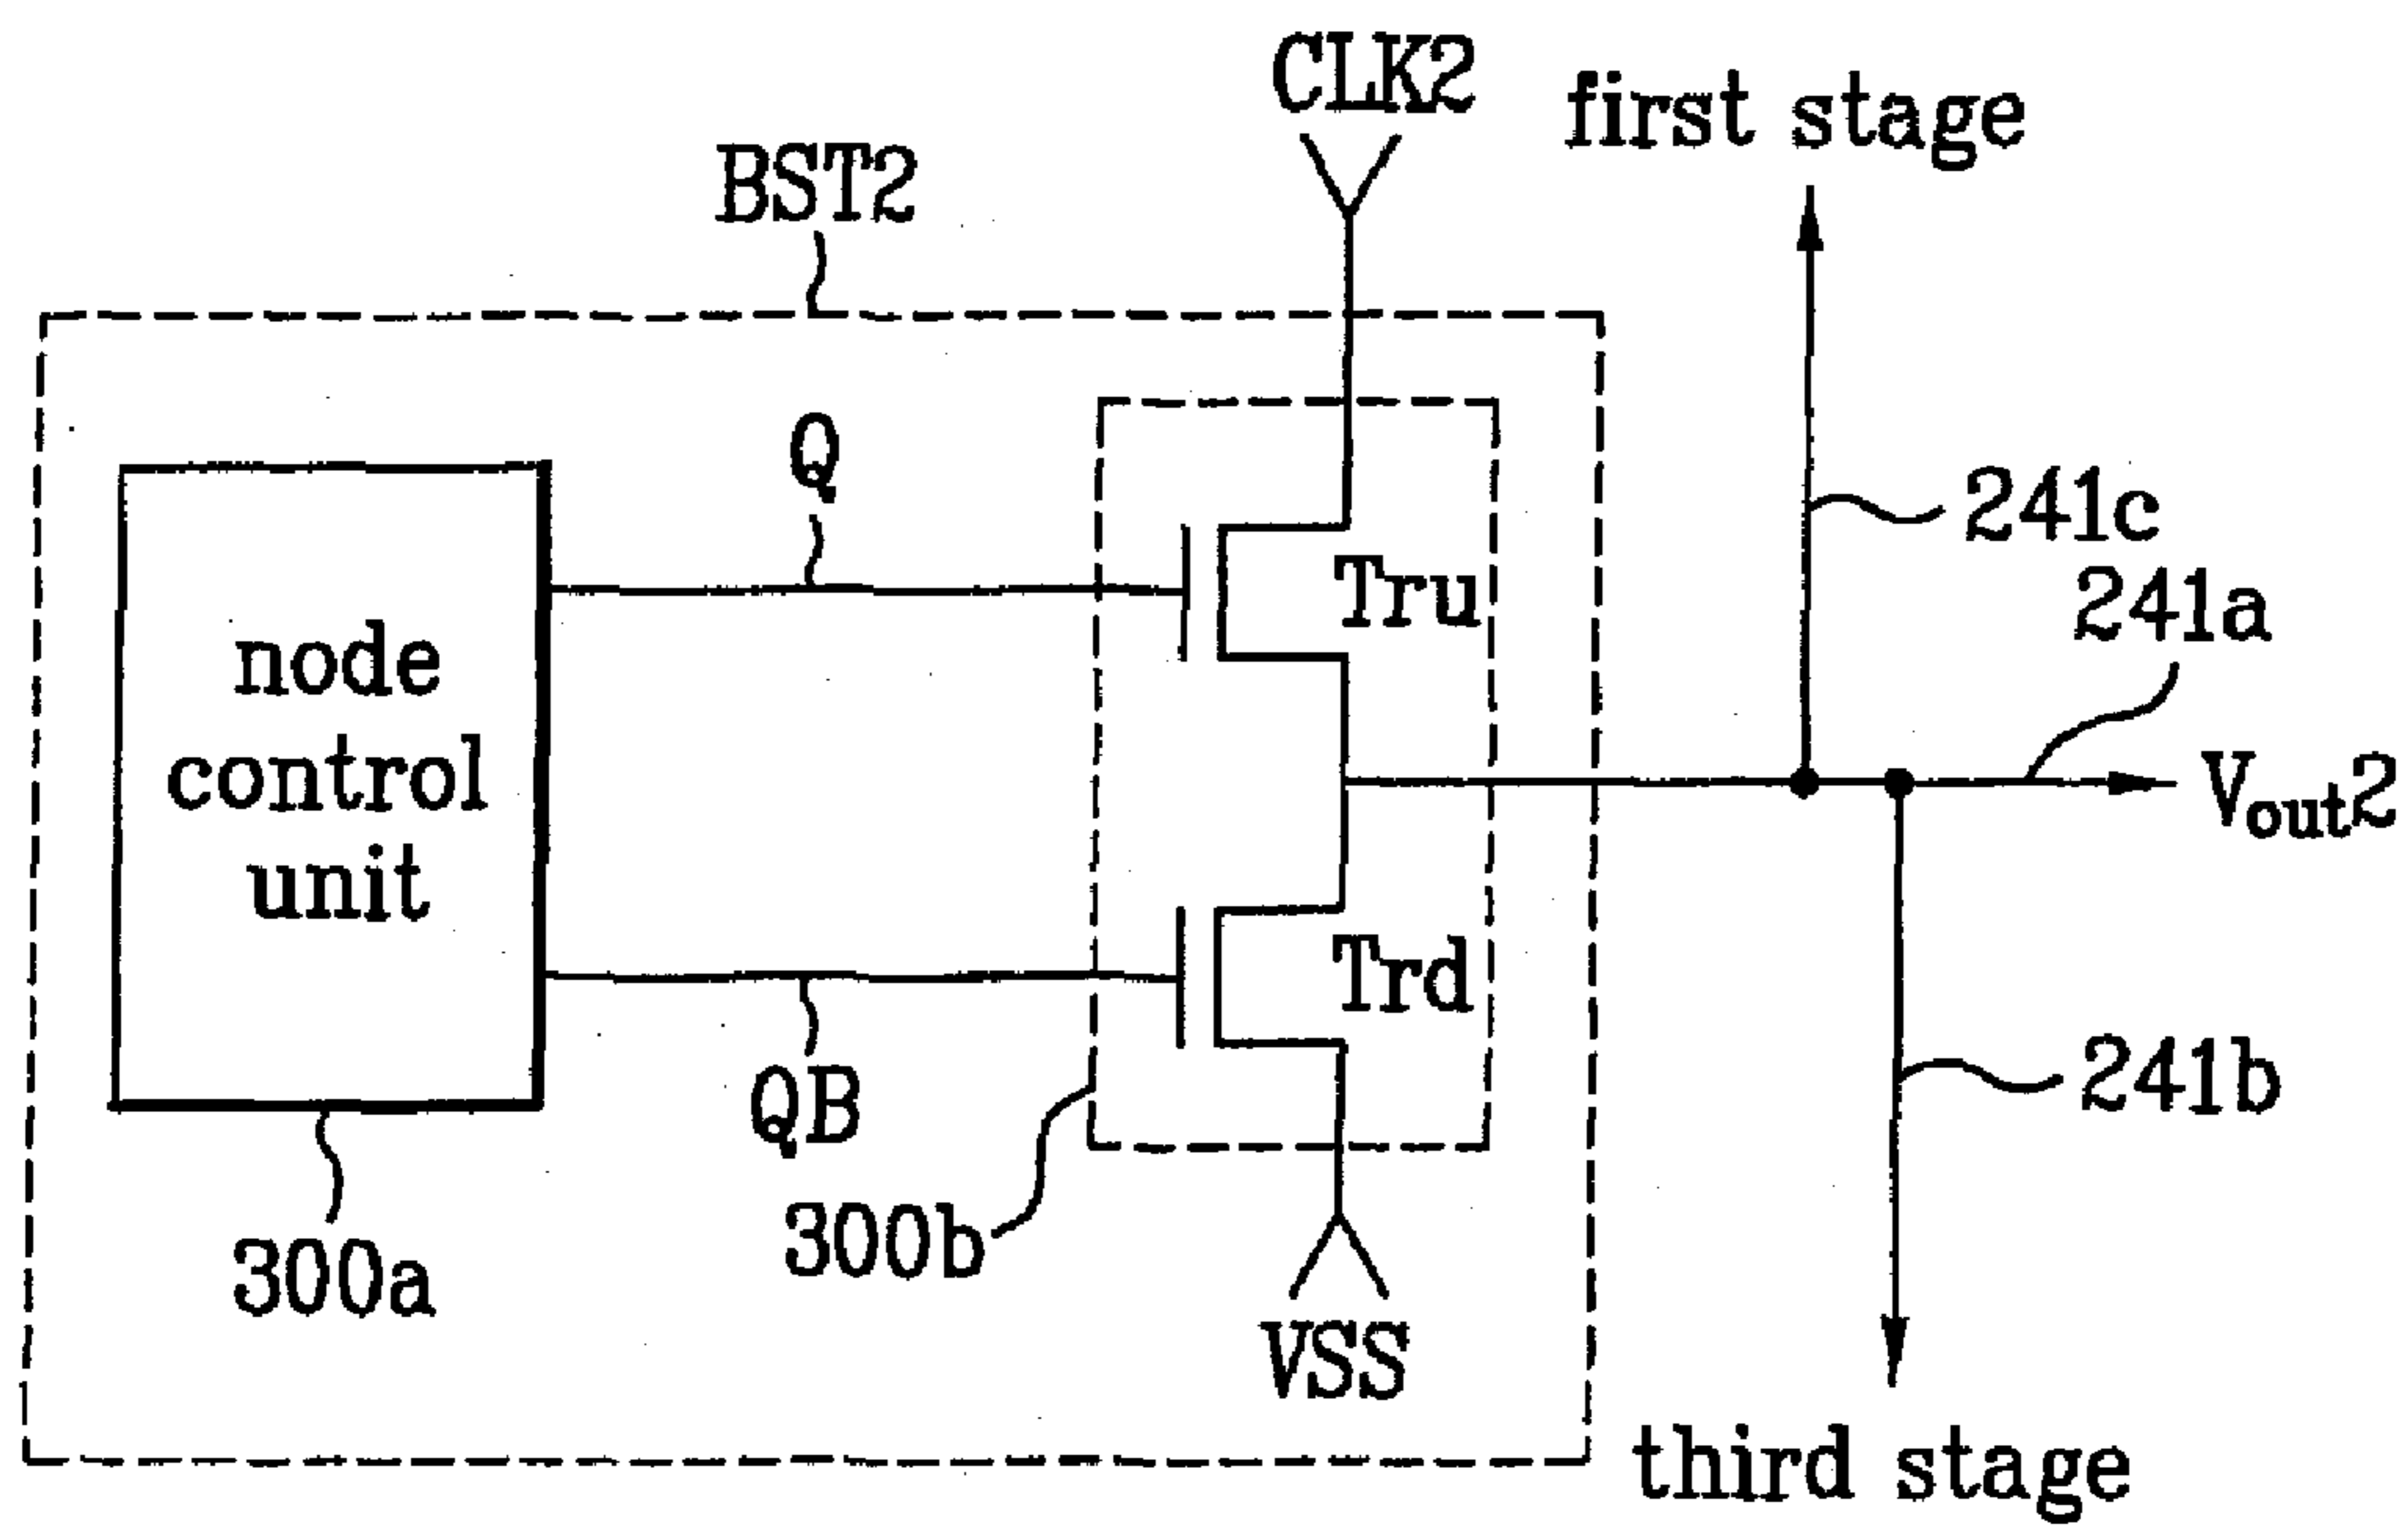 CLK2
first stage
BST2
Q
241c
Tru
241a
node
control
unit
Vout2
Trd
QB
241b
300b
300a
VSS
third stage